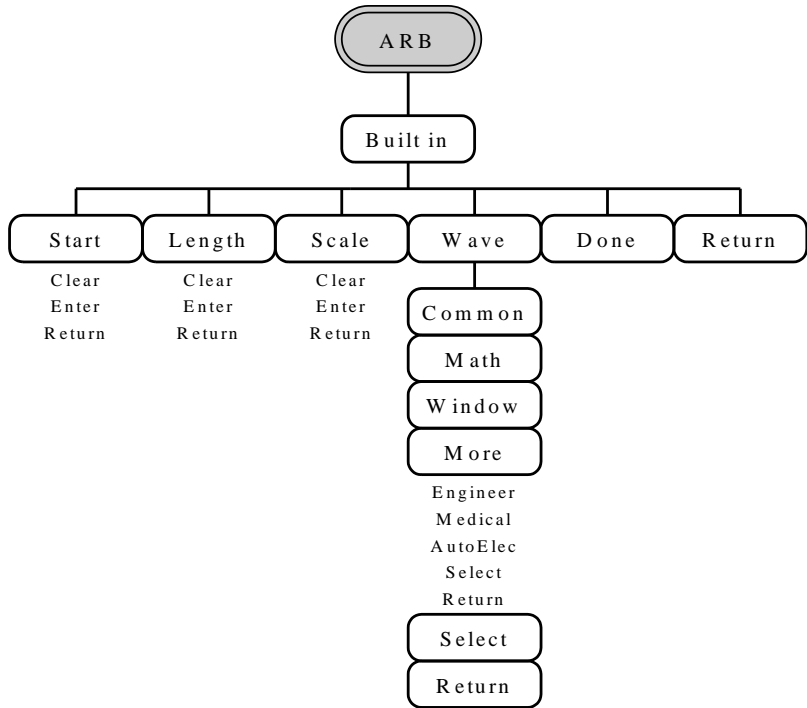 ARB
Built in
Start Length Scale Wave Done Return
Clear Clear Clear
Enter Enter Enter
Return Return Return
Common
Math
Window
More
Engineer
Medical
AutoElec
Select
Return
Select
Return